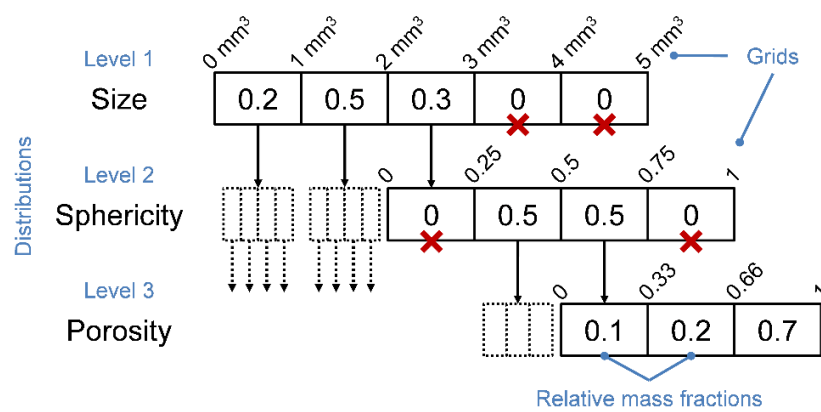 0 mm³ 1 mm³ 2 mm³ 3 mm³ 4 mm³ 5 mm³
Level 1
Grids
Size
0.2 0.5 0.3 0 0
Distributions
Level 2
0 0.25 0.5 0.75 1
Sphericity
0 0.5 0.5 0
Level 3
0 0.33 0.66 1
Porosity
0.1 0.2 0.7
Relative mass fractions